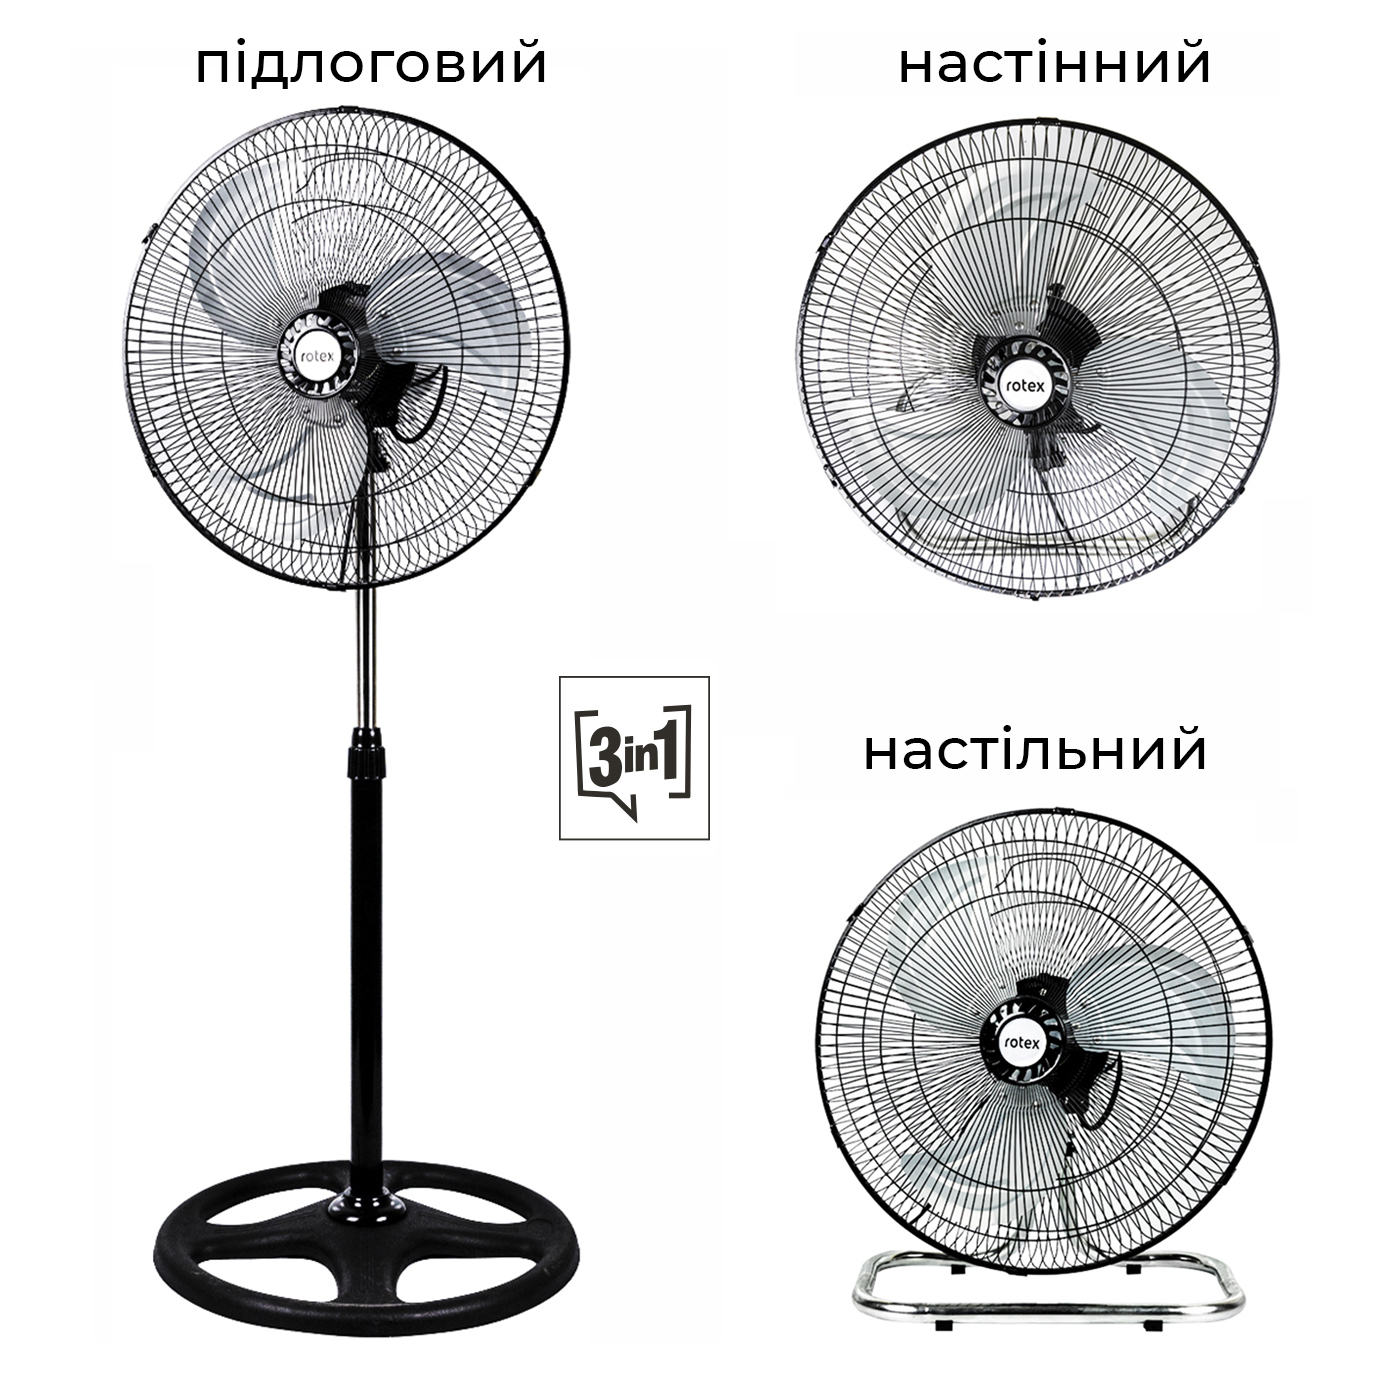 підлоговий
настінний
rotex
rotex
3in1
настільний
rotex